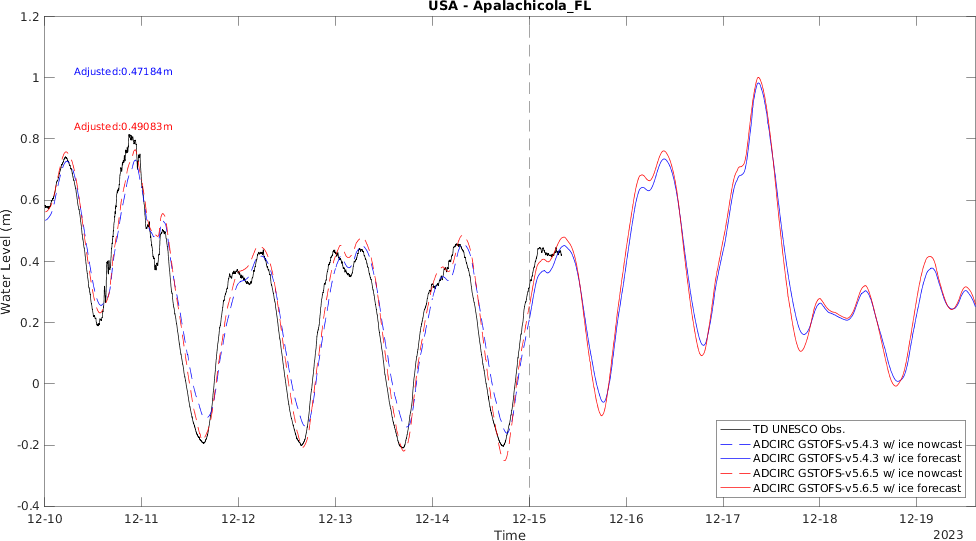 USA - Apalachicola_FL
1.2
1
0.8
0.6
0.4
0.2
0
-0.2
-0.4
Water Level (m)
Adjusted:0.47184m
Adjusted:0.49083m
TD UNESCO Obs.
ADCIRC GSTOFS-v5.4.3 w/ ice nowcast
ADCIRC GSTOFS-v5.4.3 w/ ice forecast
ADCIRC GSTOFS-v5.6.5 w/ ice nowcast
ADCIRC GSTOFS-v5.6.5 w/ ice forecast
12-10 12-11 12-12 12-13 12-14 12-15 12-16 12-17 12-18 12-19
Time
2023